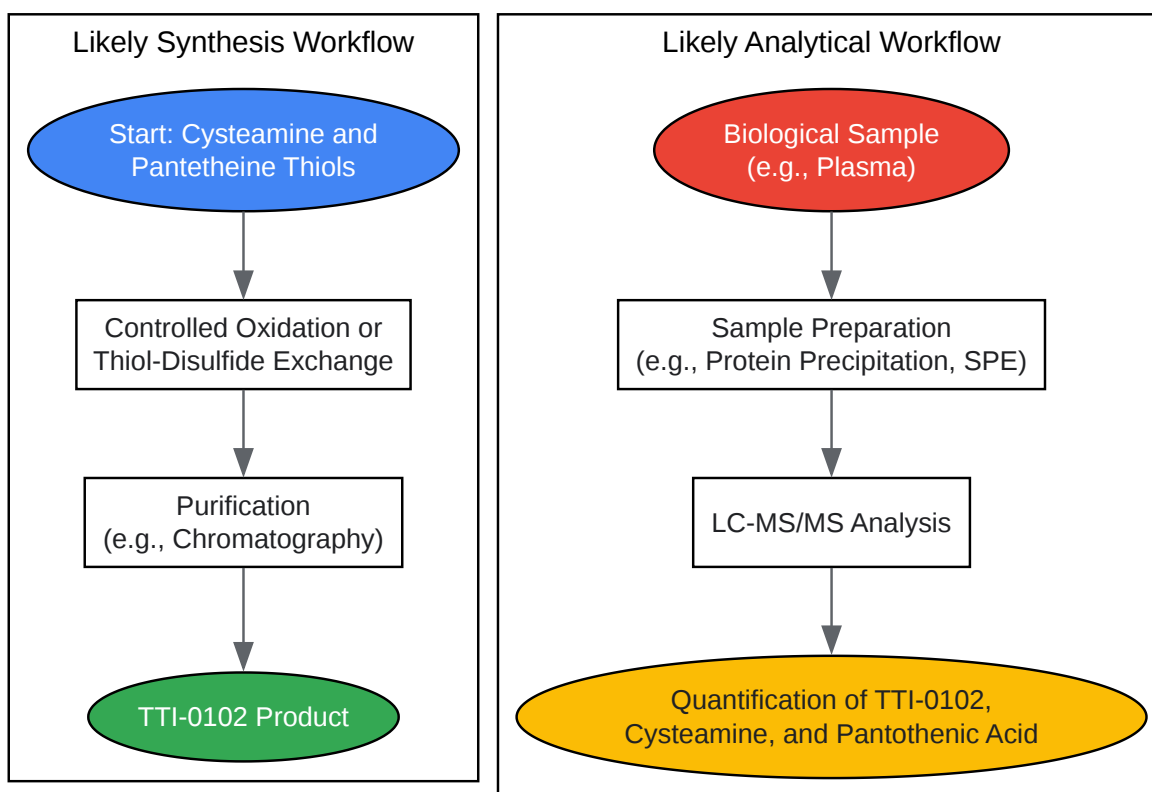 Likely Synthesis Workflow
Start: Cysteamine and
Pantetheine Thiols
Controlled Oxidation or
Thiol-Disulfide Exchange
Purification
(e.g., Chromatography)
TTI-0102 Product
Likely Analytical Workflow
Biological Sample
(e.g., Plasma)
Sample Preparation
(e.g., Protein Precipitation, SPE)
LC-MS/MS Analysis
Quantification of TTI-0102,
Cysteamine, and Pantothenic Acid